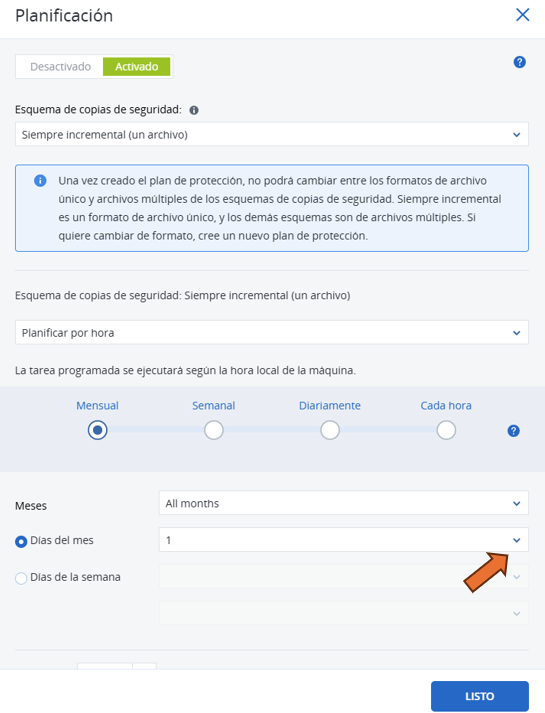 Planificación
Desactivado Activado
Esquema de copias de seguridad:
Siempre incremental (un archivo)
Una vez creado el plan de protección, no podrá cambiar entre los formatos de archivo
único y archivos múltiples de los esquemas de copias de seguridad. Siempre incremental
es un formato de archivo único, y los demás esquemas son de archivos múltiples. Si
quiere cambiar de formato, cree un nuevo plan de protección.
Esquema de copias de seguridad: Siempre incremental (un archivo)
Planificar por hora
La tarea programada se ejecutará según la hora local de la máquina.
Mensual Semanal Diariamente Cada hora
Meses All months
Días del mes 1
Días de la semana
LISTO